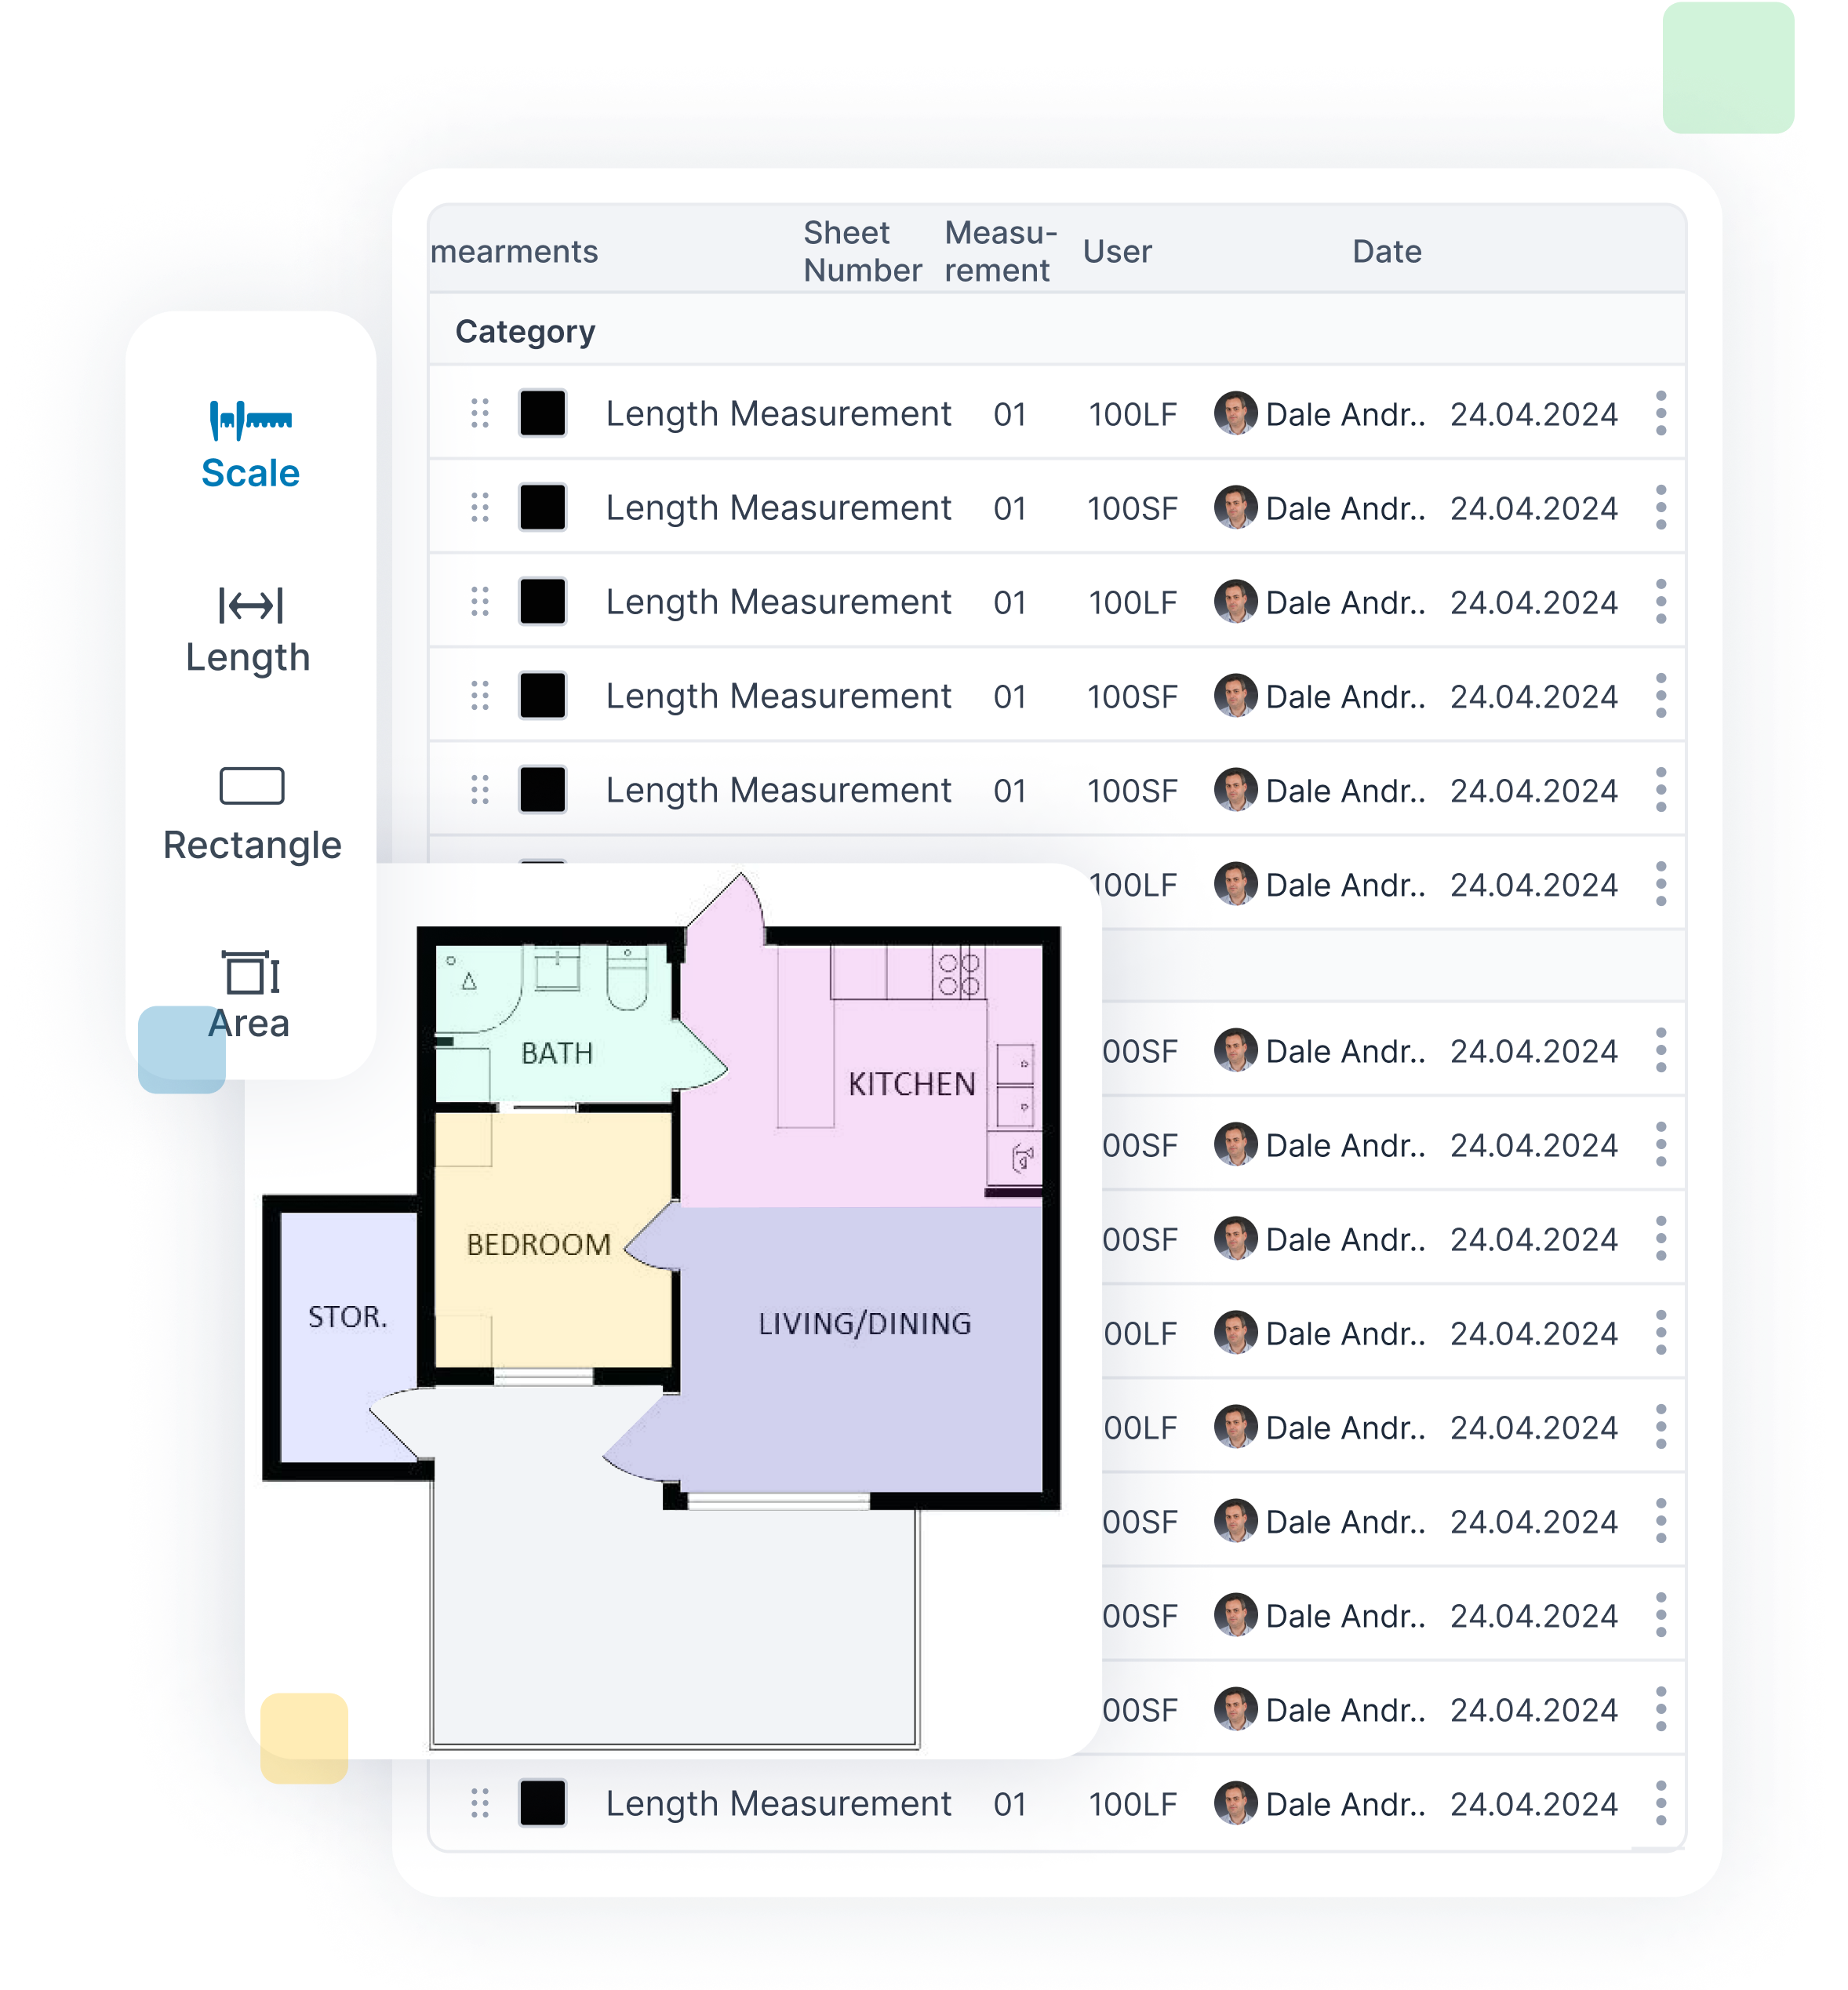 mearments
Sheet
Number
Measu-
rement
User
Date
Category
Length Measurement 01 100LF Dale Andr.. 24.04.2024
Length Measurement 01 100SF Dale Andr.. 24.04.2024
Length Measurement 01 100LF Dale Andr.. 24.04.2024
Length Measurement 01 100SF Dale Andr.. 24.04.2024
Length Measurement 01 100SF Dale Andr.. 24.04.2024
100LF Dale Andr.. 24.04.2024
00SF Dale Andr.. 24.04.2024
00SF Dale Andr.. 24.04.2024
00SF Dale Andr.. 24.04.2024
00LF Dale Andr.. 24.04.2024
00LF Dale Andr.. 24.04.2024
00SF Dale Andr.. 24.04.2024
00SF Dale Andr.. 24.04.2024
00SF Dale Andr.. 24.04.2024
Length Measurement 01 100LF Dale Andr.. 24.04.2024
Scale
Length
Rectangle
Area
BATH
KITCHEN
BEDROOM
STOR.
LIVING/DINING